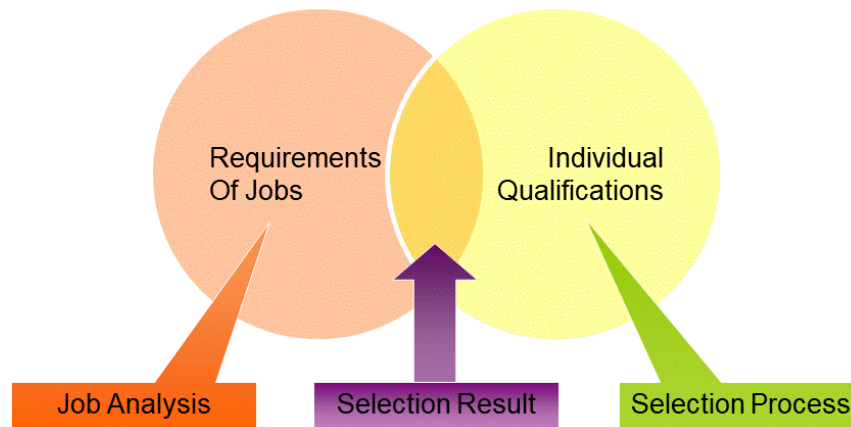 Requirements
Of Jobs
Individual
Qualifications
Job Analysis
Selection Result
Selection Process